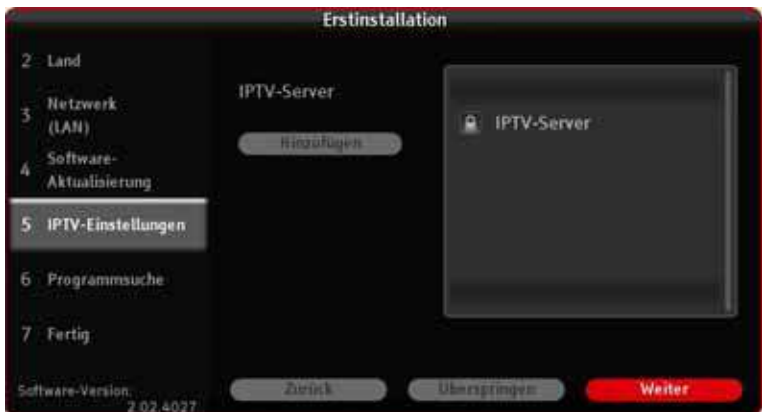 Erstinstallation
2 Land
3 Netzwerk
(LAN)
4 Software-
Aktualisierung
5 IPTV-Einstellungen
6 Programmsuche
7 Fertig
Software-Version:
2.02.4027
IPTV-Server
Hinzufügen
IPTV-Server
Zurück
Überspringen
Weiter